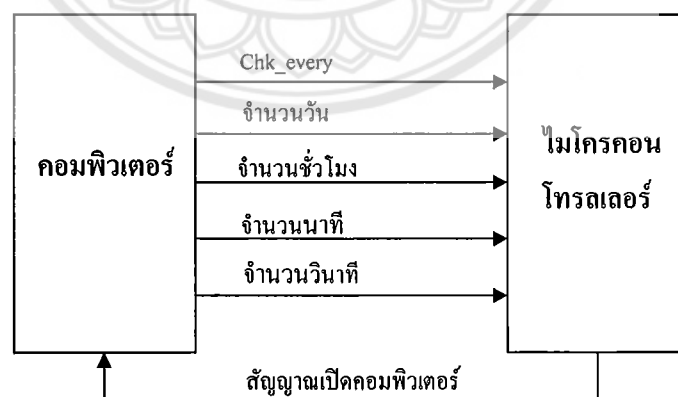 Chk_every
จำนวนวัน
คอมพิวเตอร์
จำนวนชั่วโมง
จำนวนนาที
จำนวนวินาที
ไมโครคอน
โทรลเลอร์
สัญญาณเปิดคอมพิวเตอร์